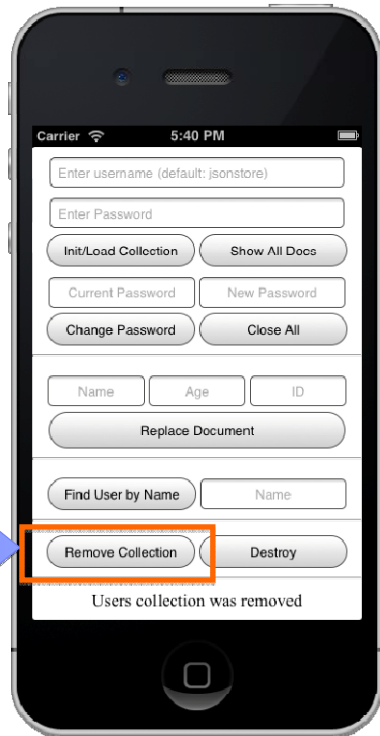 Carrier 5:40 PM
Enter username (default: jsonstore)
Enter Password
Init/Load Collection Show All Docs
Current Password New Password
Change Password Close All
Name Age ID
Replace Document
Find User by Name Name
Remove Collection Destroy
Users collection was removed